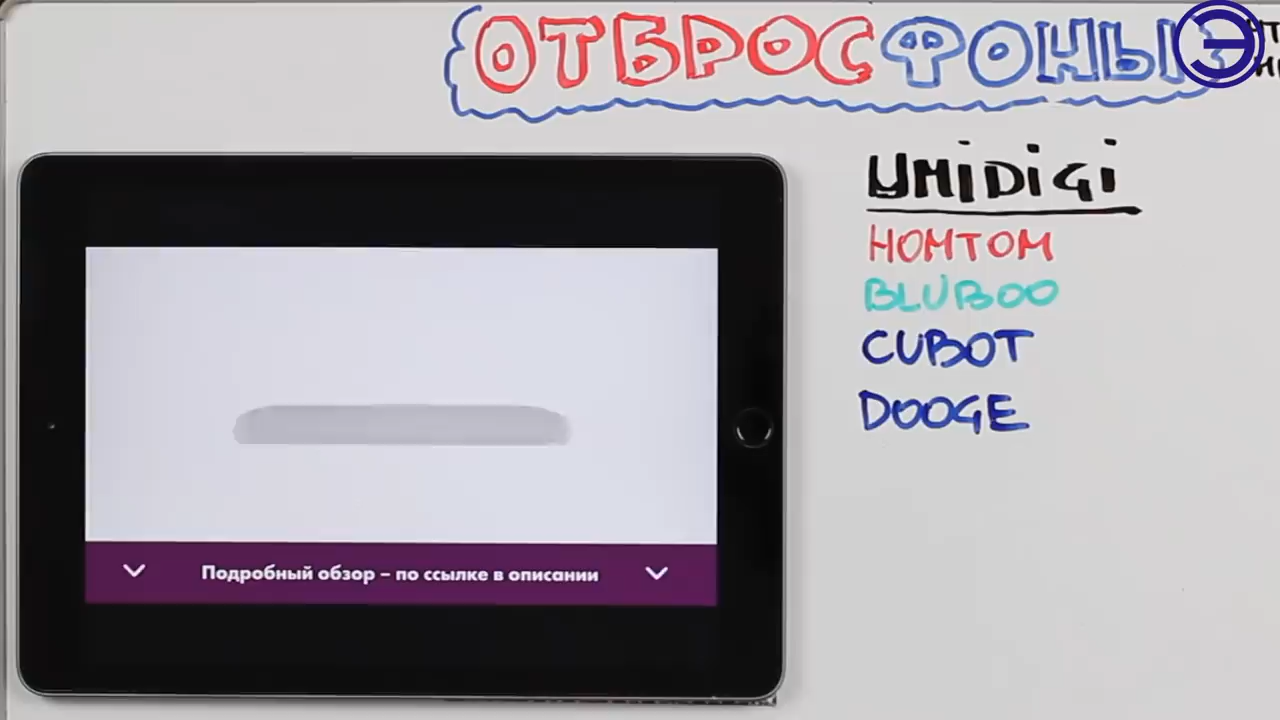 ОТБРОСФОНЫ
UMIDIGI
HOMTOM
BLUBOO
CUBOT
DOOGE
Подробный обзор – по ссылке в описании